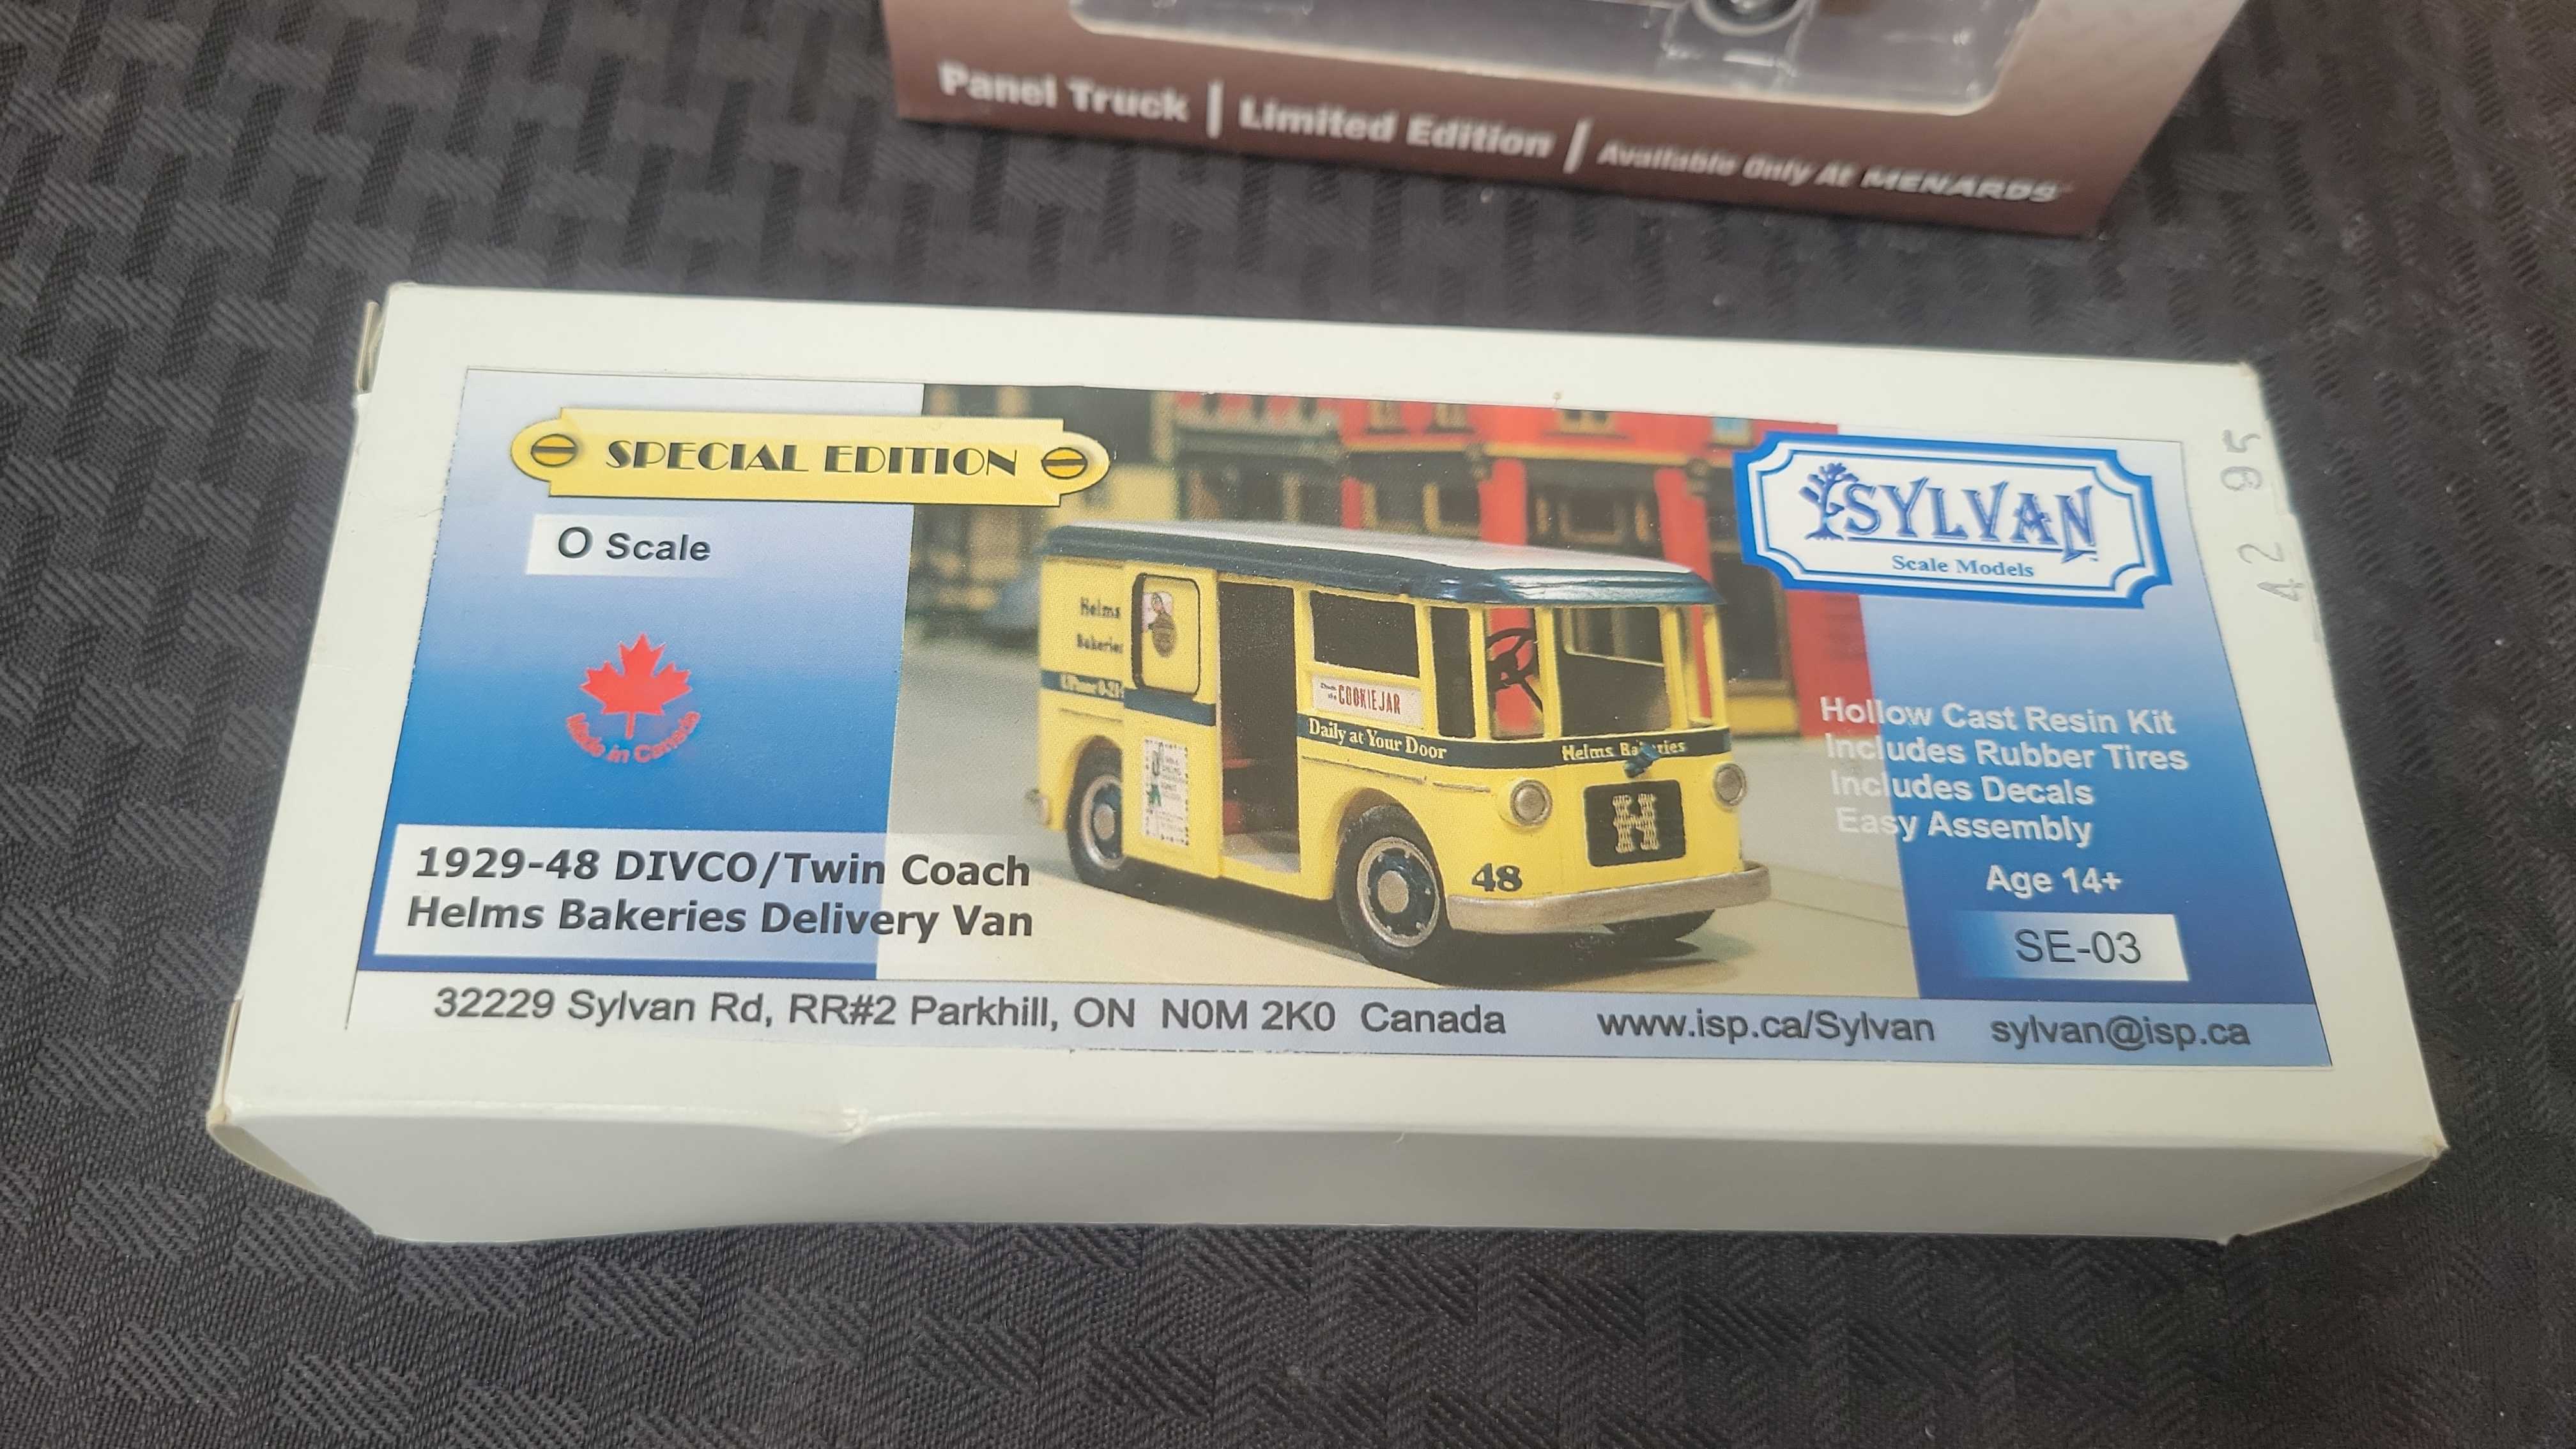 Panel Truck | Limited Edition | Available Only At MENARDS
SPECIAL EDITION
O Scale
Made in Canada
SYLVAN
Scale Models
42 95
Helms
Bakeries
COOKIE JAR
Daily at Your Door
Helms Bakeries
H
48
Hollow Cast Resin Kit
Includes Rubber Tires
Includes Decals
Easy Assembly
Age 14+
SE-03
1929-48 DIVCO/Twin Coach
Helms Bakeries Delivery Van
32229 Sylvan Rd, RR#2 Parkhill, ON N0M 2K0 Canada www.isp.ca/Sylvan sylvan@isp.ca